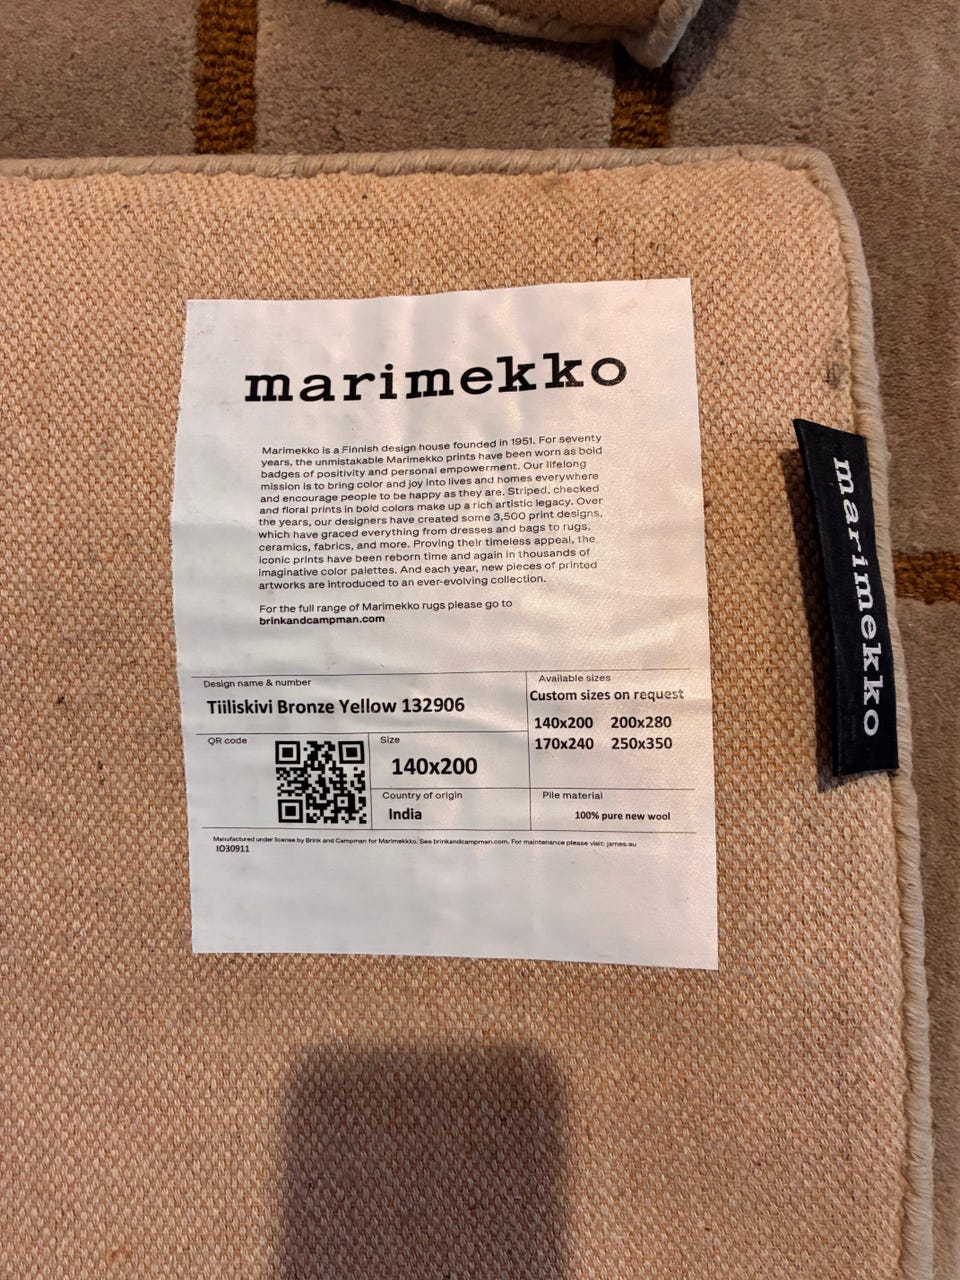 marimekko
Marimekko is a Finnish design house founded in 1951. For seventy
years, the unmistakable Marimekko prints have been worn as bold
badges of positivity and personal empowerment. Our lifelong
mission is to bring color and joy into lives and homes everywhere
and encourage people to be happy as they are. Striped, checked
and floral prints in bold colors make up a rich artistic legacy. Over
the years, our designers have created some 3,500 print designs,
which have graced everything from dresses and bags to rugs,
ceramics, fabrics, and more. Proving their timeless appeal, the
iconic prints have been reborn time and again in thousands of
imaginative color palettes. And each year, new pieces of printed
artworks are introduced to an ever-evolving collection.
For the full range of Marimekko rugs please go to
brinkandcampman.com
Design name & number
Tiiliskivi Bronze Yellow 132906
Available sizes
Custom sizes on request
140x200 200x280
170x240 250x350
QR code
Size
140x200
Country of origin
India
Pile material
100% pure new wool
Manufactured under license by Brink and Campman for Marimekkko. See brinkandcampman.com. For maintenance please visit: james.eu
IO30911
marimekko